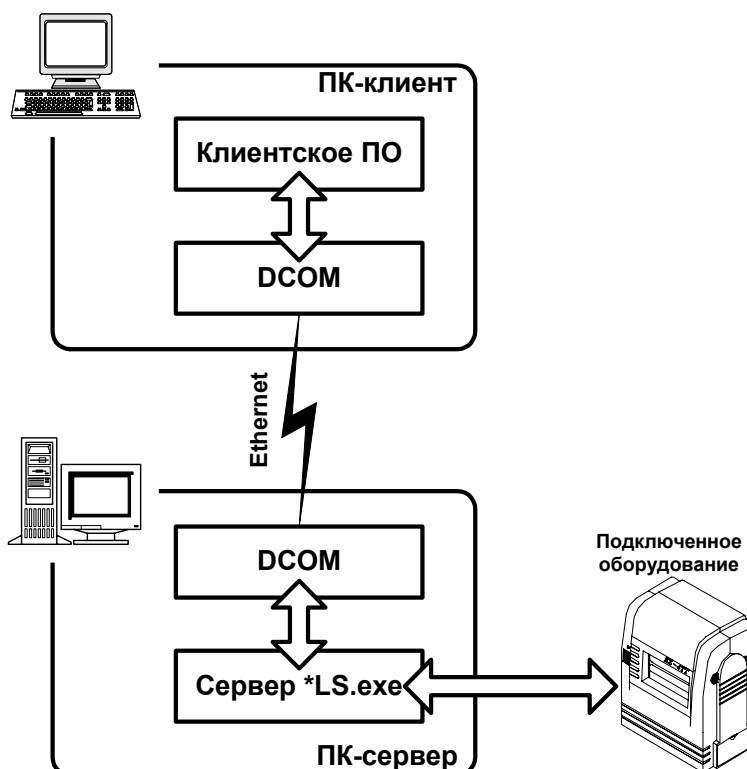 ПК-клиент
Клиентское ПО
DCOM
Ethernet
DCOM
Подключенное
оборудование
Сервер *LS.exe
ПК-сервер